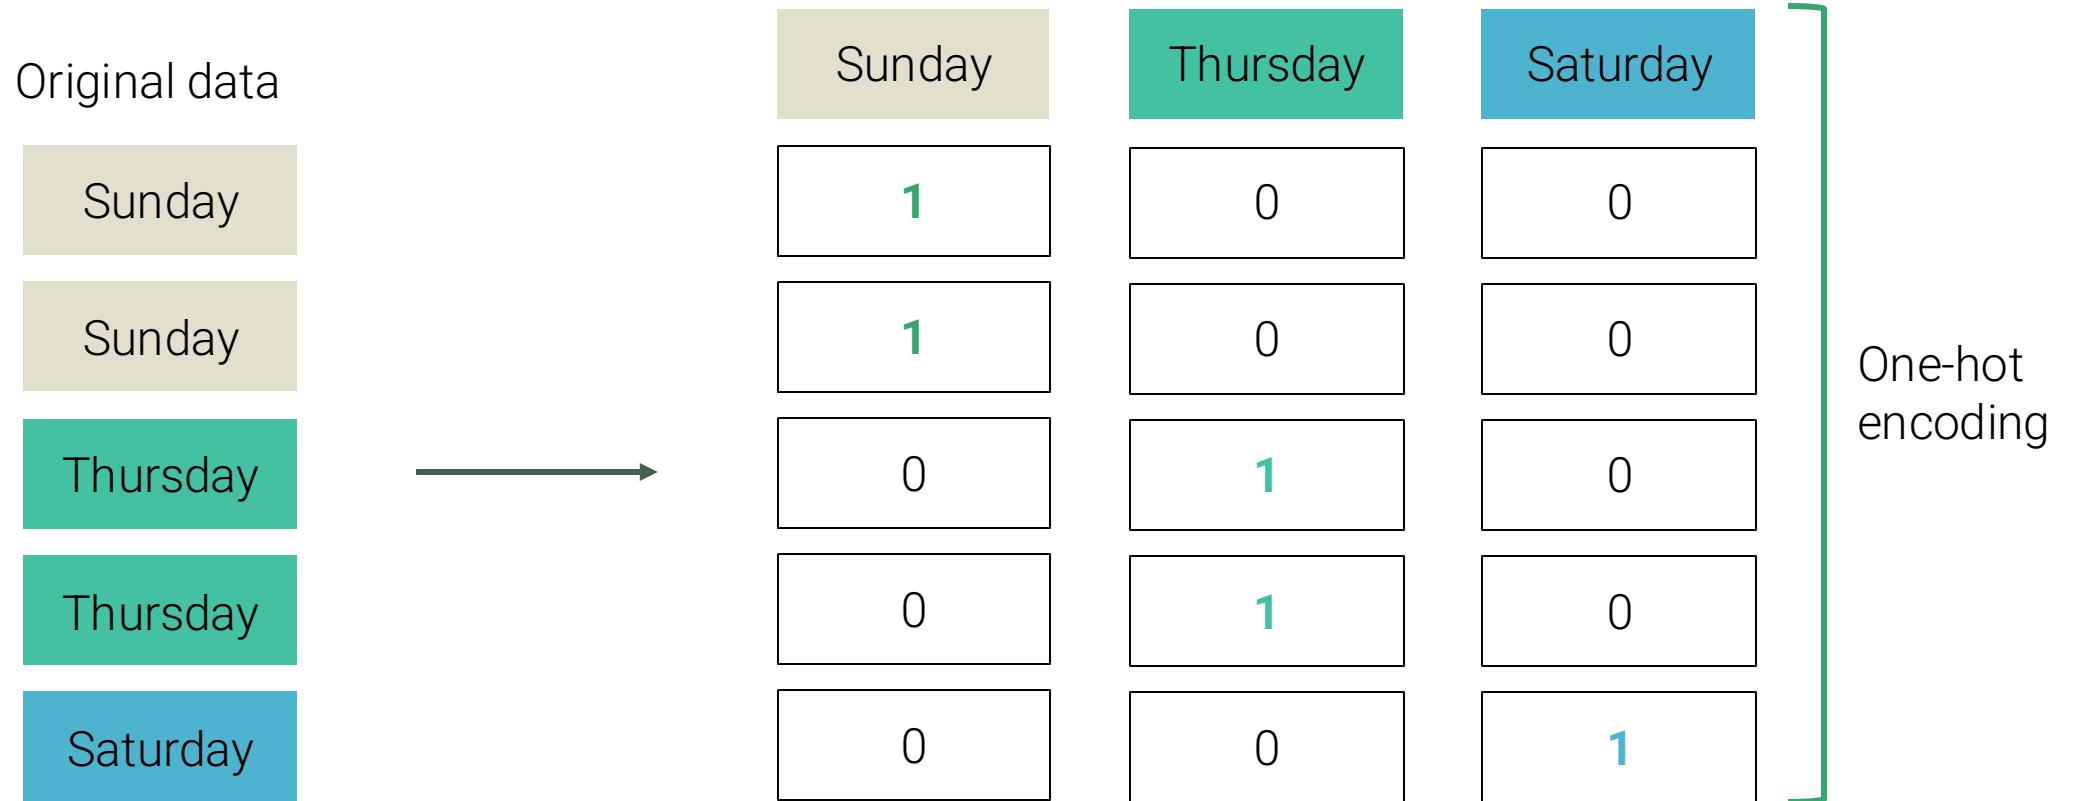 Original data
Sunday
Sunday
Thursday
Thursday
Saturday
Sunday Thursday Saturday
1 0 0
1 0 0
0 1 0
0 1 0
0 0 1
One-hot
encoding